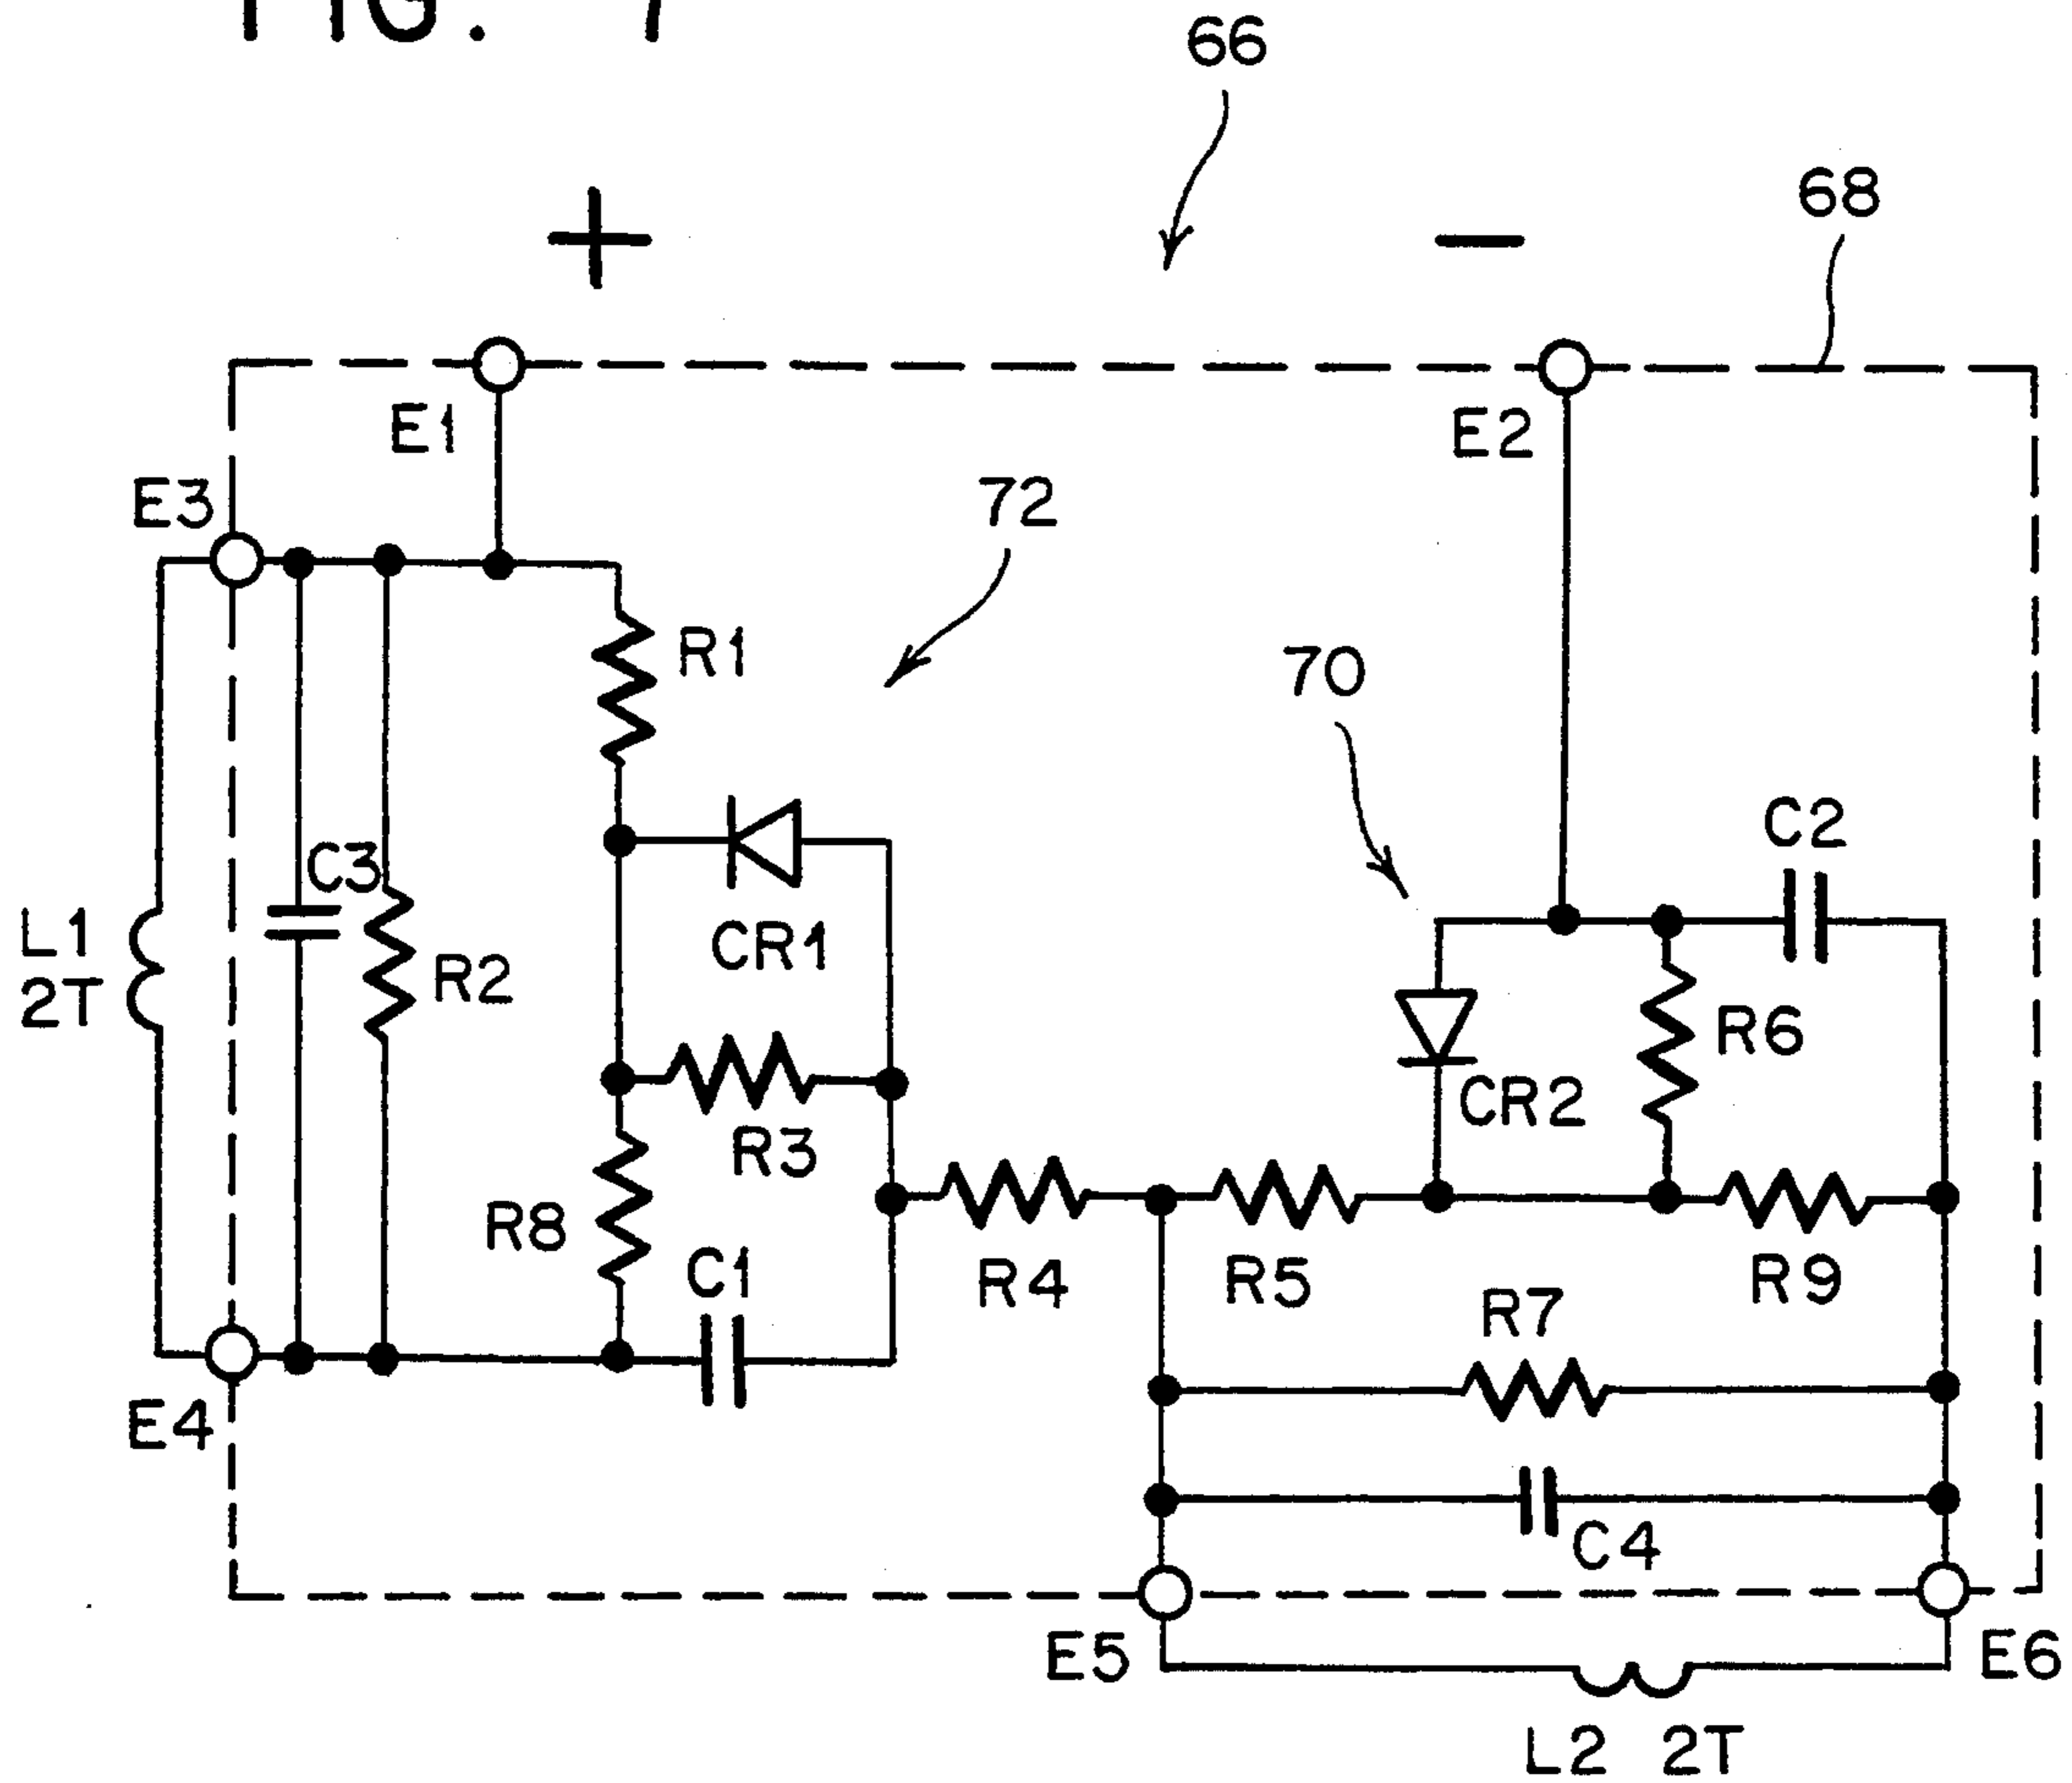 FIG. 7
66
68
+
−
E1
E2
E3
72
R1
70
C2
C3
L1
2T
R2
CR1
R6
CR2
R3
R8
C1
R4
R5
R9
R7
E4
C4
E5
E6
L2 2T